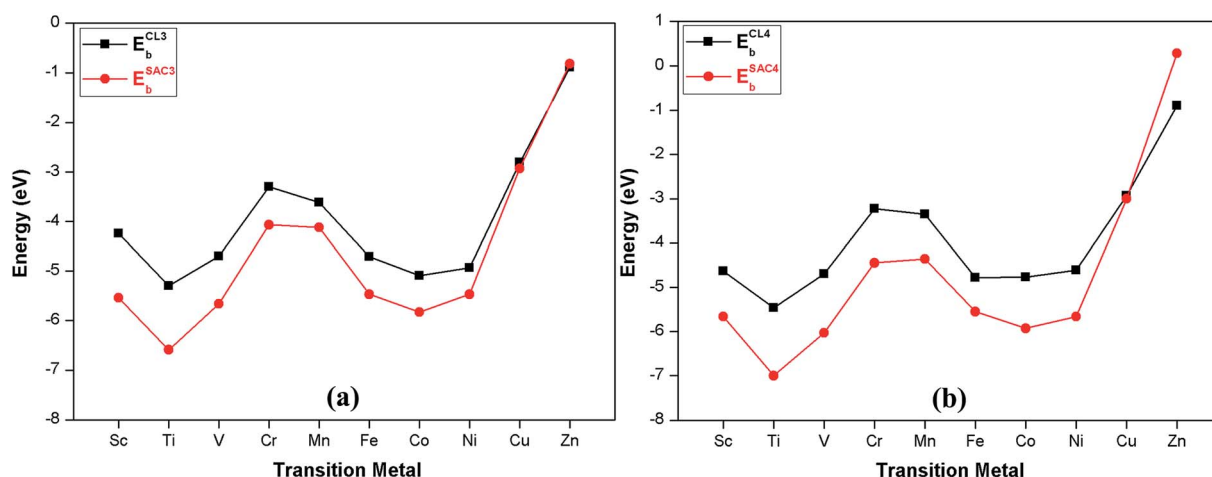 E_b^CL3
E_b^SAC3
0
-1
-2
-3
-4
-5
-6
-7
-8
Energy (eV)
(a)
Sc Ti V Cr Mn Fe Co Ni Cu Zn
Transition Metal
E_b^CL4
E_b^SAC4
1
0
-1
-2
-3
-4
-5
-6
-7
-8
Energy (eV)
(b)
Sc Ti V Cr Mn Fe Co Ni Cu Zn
Transition Metal